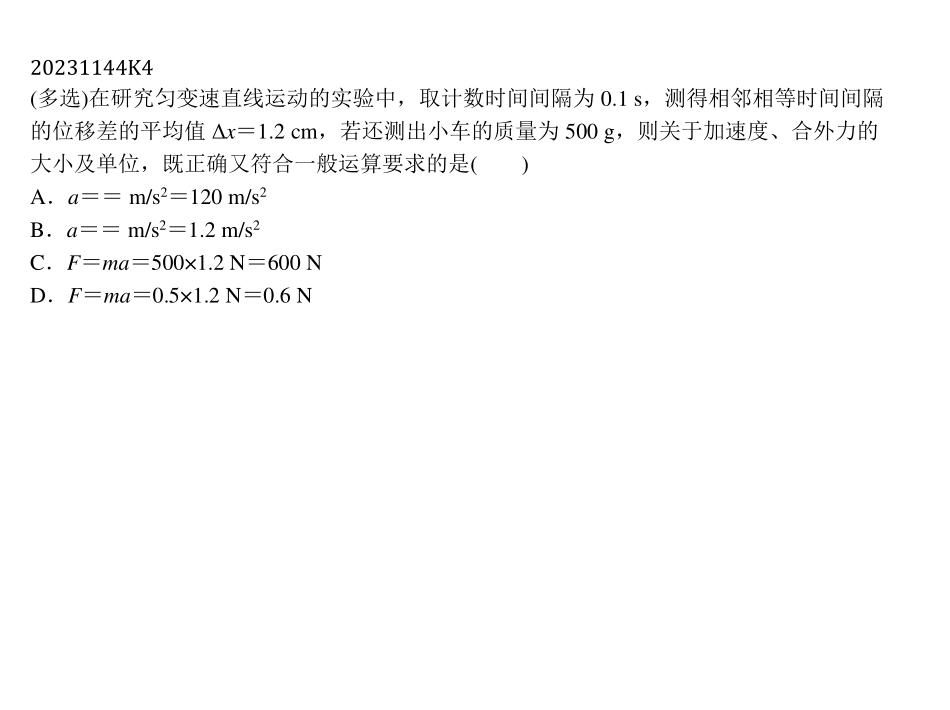 20231144K4
(多选)在研究匀变速直线运动的实验中，取计数时间间隔为 0.1 s，测得相邻相等时间间隔
的位移差的平均值 Δx＝1.2 cm，若还测出小车的质量为 500 g，则关于加速度、合外力的
大小及单位，既正确又符合一般运算要求的是(　　)
A．a＝＝ m/s²＝120 m/s²
B．a＝＝ m/s²＝1.2 m/s²
C．F＝ma＝500×1.2 N＝600 N
D．F＝ma＝0.5×1.2 N＝0.6 N